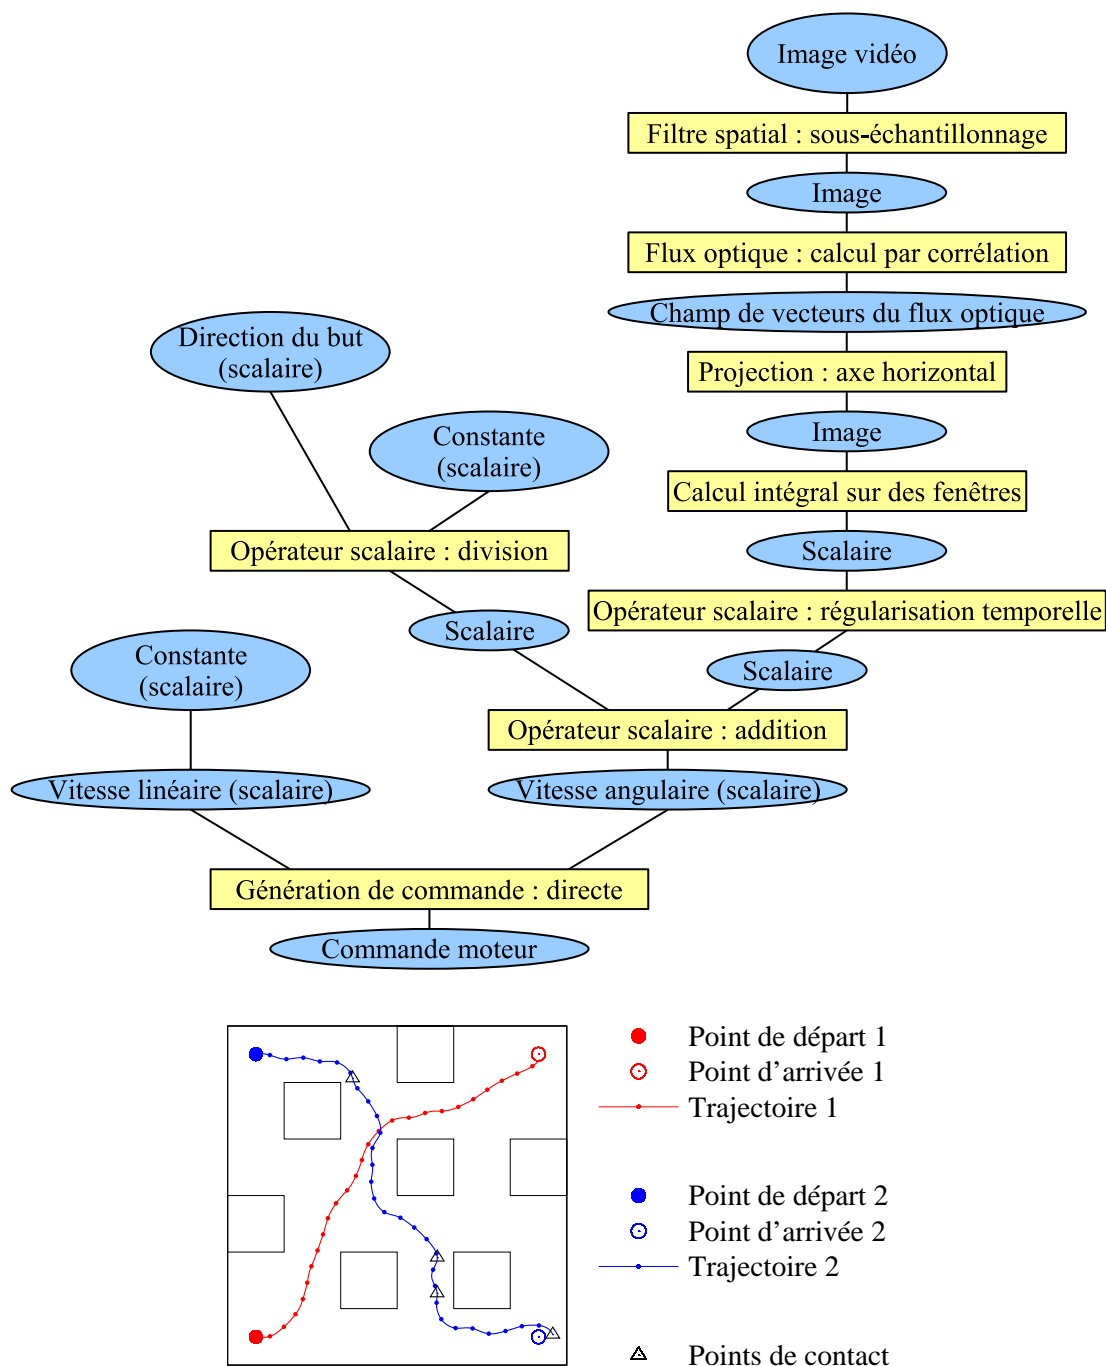 Image vidéo
Filtre spatial : sous-échantillonnage
Image
Flux optique : calcul par corrélation
Champ de vecteurs du flux optique
Direction du but
(scalaire)
Projection : axe horizontal
Constante
(scalaire)
Image
Calcul intégral sur des fenêtres
Opérateur scalaire : division
Scalaire
Opérateur scalaire : régularisation temporelle
Scalaire
Constante
(scalaire)
Scalaire
Opérateur scalaire : addition
Vitesse linéaire (scalaire)
Vitesse angulaire (scalaire)
Génération de commande : directe
Commande moteur
Point de départ 1
Point d’arrivée 1
Trajectoire 1
Point de départ 2
Point d’arrivée 2
Trajectoire 2
Points de contact